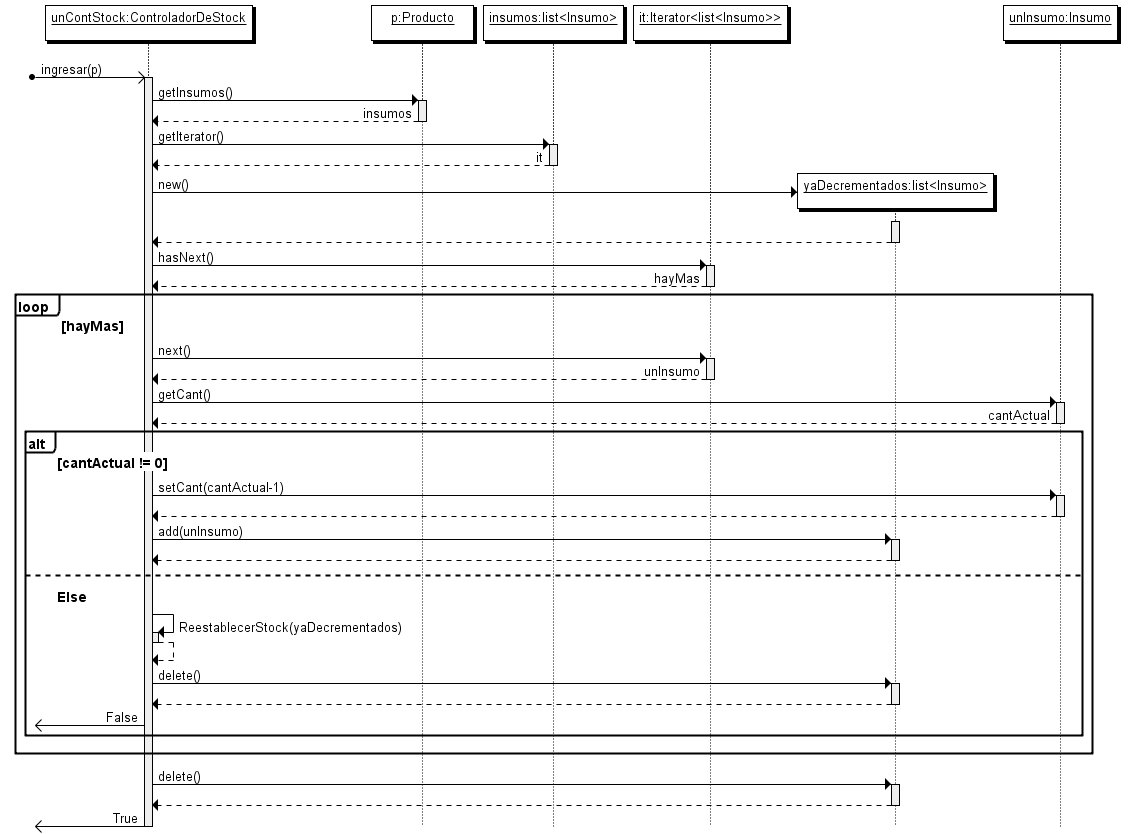 unContStock:ControladorDeStock
p:Producto
insumos:list<Insumo>
it:Iterator<list<Insumo>>
unInsumo:Insumo
ingresar(p)
getInsumos()
insumos
getIterator()
it
new()
yaDecrementados:list<Insumo>
hasNext()
hayMas
loop
[hayMas]
next()
unInsumo
getCant()
cantActual
alt
[cantActual != 0]
setCant(cantActual-1)
add(unInsumo)
Else
ReestablecerStock(yaDecrementados)
delete()
False
delete()
True